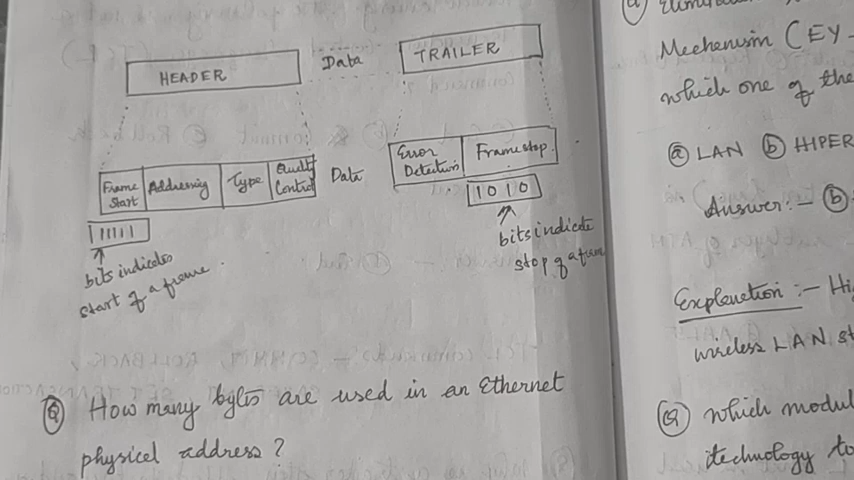 HEADER
Data
TRAILER
Frame Start
Addressing
Type
Quality Control
Data
Error Detection
Frame stop.
11111
1010
bits indicates
start of a frame.
bits indicate
stop of a frame
Q How many bytes are used in an Ethernet
physical address?
Mechanism (EY-
which one of the
a LAN b HIPER
Answer:- b
Explanation:- Hi
wireless LAN st
Q which modul
technology to